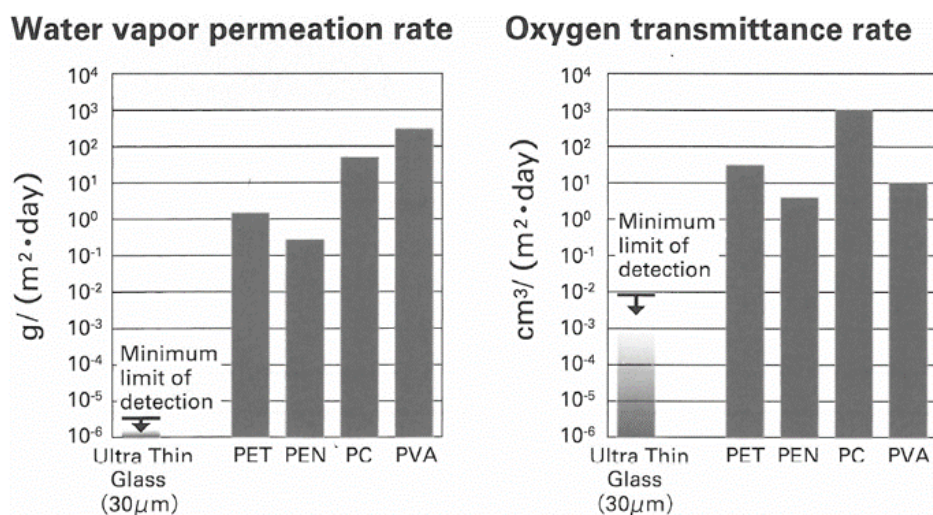 Water vapor permeation rate
g/ (m²•day)
10⁴
10³
10²
10¹
10⁰
10⁻¹
10⁻²
10⁻³
10⁻⁴
10⁻⁵
10⁻⁶
Minimum
limit of
detection
Ultra Thin
Glass
(30μm)
PET
PEN
PC
PVA
Oxygen transmittance rate
cm³/ (m²•day)
10⁴
10³
10²
10¹
10⁰
10⁻¹
10⁻²
10⁻³
10⁻⁴
10⁻⁵
10⁻⁶
Minimum
limit of
detection
Ultra Thin
Glass
(30μm)
PET
PEN
PC
PVA